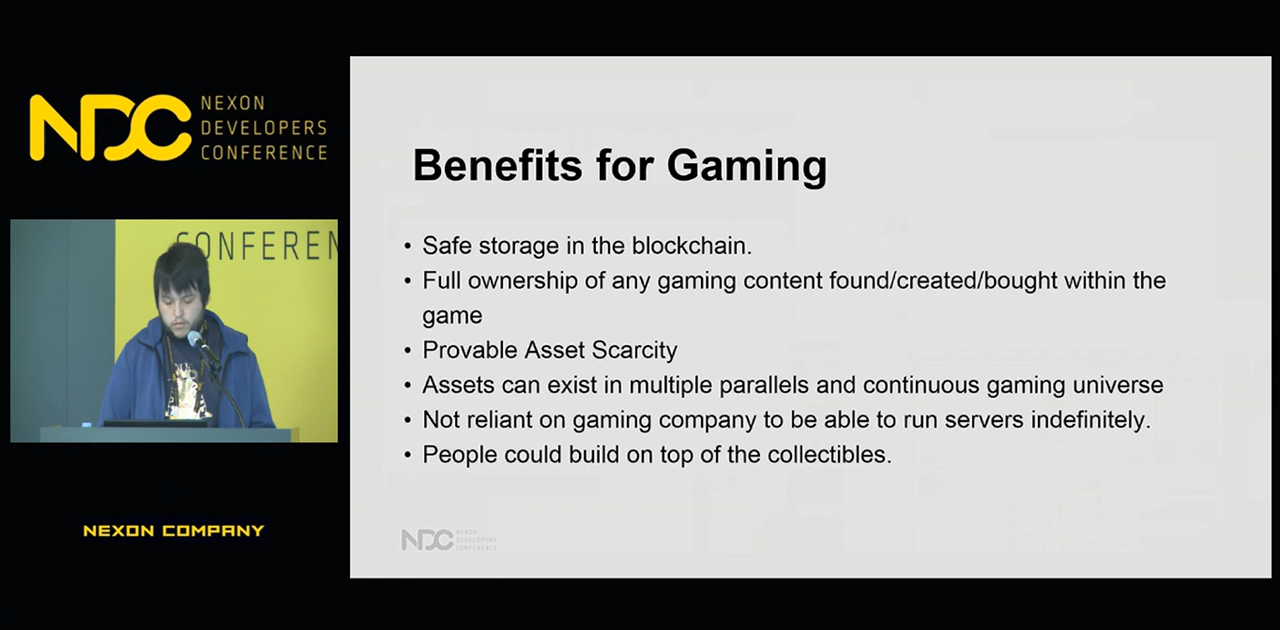 NDC NEXON
DEVELOPERS
CONFERENCE
CONFEREN
NEXON COMPANY
Benefits for Gaming
• Safe storage in the blockchain.
• Full ownership of any gaming content found/created/bought within the
game
• Provable Asset Scarcity
• Assets can exist in multiple parallels and continuous gaming universe
• Not reliant on gaming company to be able to run servers indefinitely.
• People could build on top of the collectibles.
NDC NEXON
DEVELOPERS
CONFERENCE